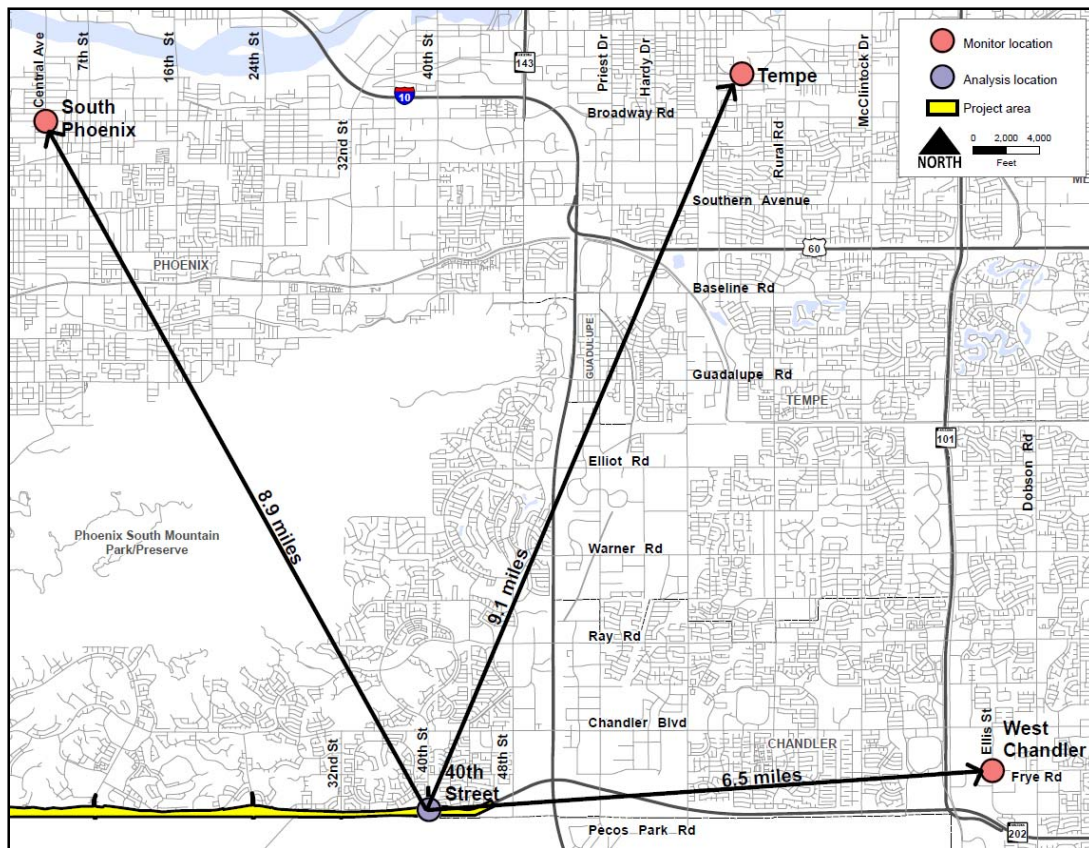 Central Ave
7th St
16th St
24th St
32nd St
40th St
143
10
Priest Dr
Hardy Dr
Tempe
Rural Rd
McClintock Dr
South
Phoenix
Broadway Rd
Monitor location
Analysis location
Project area
NORTH
0 2,000 4,000
Feet
Southern Avenue
60
PHOENIX
Baseline Rd
GUADULUPE
Guadalupe Rd
TEMPE
101
Dobson Rd
Elliot Rd
8.9 miles
Phoenix South Mountain
Park/Preserve
Warner Rd
9.1 miles
Ray Rd
Chandler Blvd
CHANDLER
Ellis St
West
Chandler
Frye Rd
32nd St
40th St
40th
Street
48th St
6.5 miles
Pecos Park Rd
202